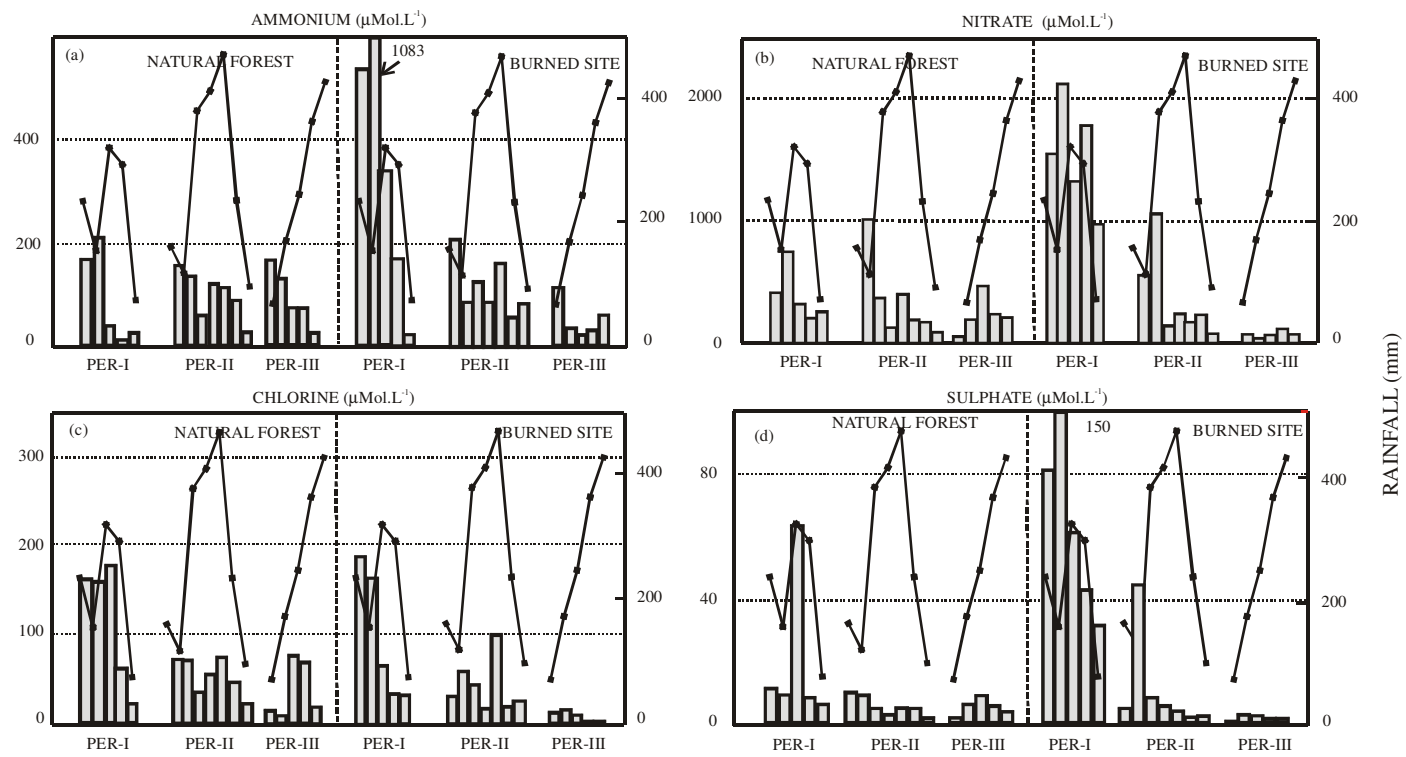 AMMONIUM (µMol.L⁻¹)
NITRATE (µMol.L⁻¹)
(a)
1083
NATURAL FOREST
BURNED SITE
(b)
NATURAL FOREST
BURNED SITE
400
400
2000
400
200
200
1000
200
0
0
0
0
PER-I
PER-II
PER-III
PER-I
PER-II
PER-III
PER-I
PER-II
PER-III
PER-I
PER-II
PER-III
RAINFALL (mm)
CHLORINE (µMol.L⁻¹)
SULPHATE (µMol.L⁻¹)
(c)
NATURAL FOREST
BURNED SITE
(d)
NATURAL FOREST
150
BURNED SITE
300
400
80
400
200
200
40
200
100
0
0
0
0
PER-I
PER-II
PER-III
PER-I
PER-II
PER-III
PER-I
PER-II
PER-III
PER-I
PER-II
PER-III